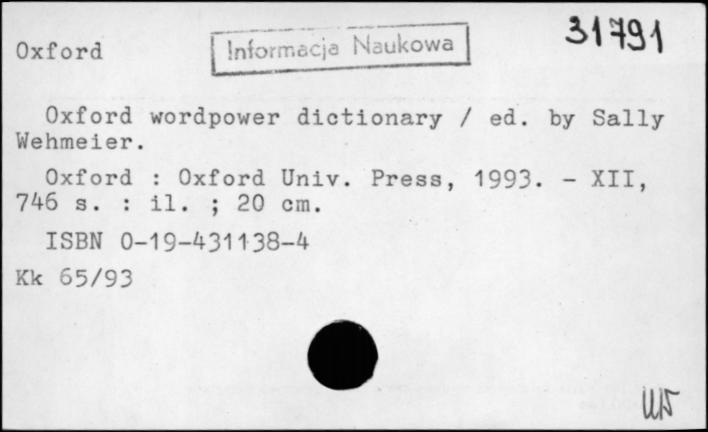 31791
Oxford
Informacja Naukowa
Oxford wordpower dictionary / ed. by Sally
Wehmeier.
Oxford : Oxford Univ. Press, 1993. - XII,
746 s. : il. ; 20 cm.
ISBN 0-19-431138-4
Kk 65/93